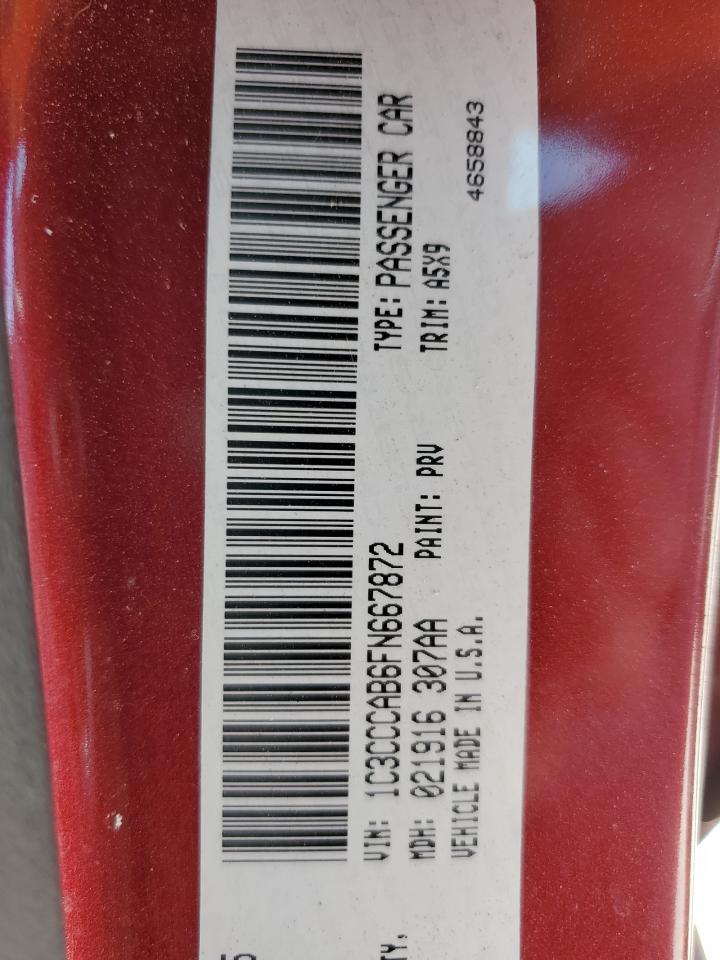 VIN: 1C3CCCAB6FN667872 TYPE: PASSENGER CAR
MDH: 021916 307AA PAINT: PRV TRIM: A5X9
VEHICLE MADE IN U.S.A. 4658843